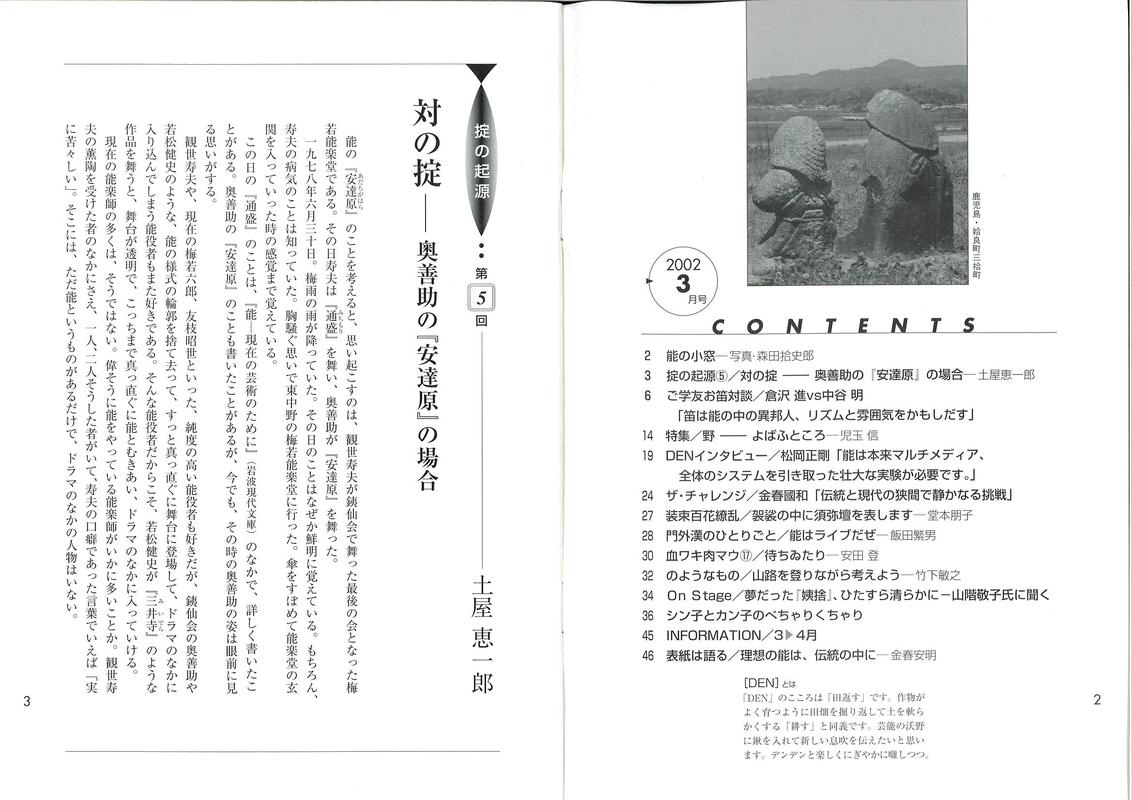 鹿児島・姶良町三拾町
2002
3
月号
CONTENTS
2 能の小窓―写真・森田拾史郎
3 掟の起源⑤／対の掟 ―― 奥善助の『安達原』の場合―土屋恵一郎
6 ご学友お笛対談／倉沢 進vs中谷 明
「笛は能の中の異邦人、リズムと雰囲気をかもしだす」
14 特集／野 ―― よばふところ―児玉 信
19 DENインタビュー／松岡正剛「能は本来マルチメディア、
全体のシステムを引き取った壮大な実験が必要です。」
24 ザ・チャレンジ／金春國和「伝統と現代の狭間で静かなる挑戦」
27 装束百花繚乱／袈裟の中に須弥壇を表します―堂本朋子
28 門外漢のひとりごと／能はライブだぜ―飯田繁男
30 血ワキ肉マウ⑰／待ちゐたり―安田 登
32 のようなもの／山路を登りながら考えよう―竹下敏之
34 On Stage／夢だった『姨捨』、ひたすら清らかに－山階敬子氏に聞く
36 シン子とカン子のぺちゃりくちゃり
45 INFORMATION／3▶4月
46 表紙は語る／理想の能は、伝統の中に―金春安明
[DEN]とは
「DEN」のこころは「田返す」です。作物が
よく育つように田畑を掘り返して土を軟ら
かくする「耕す」と同義です。芸能の沃野
に鍬を入れて新しい息吹を伝えたいと思い
ます。デンデンと楽しくにぎやかに囃しつつ。
2
掟の起源
第5回
土屋 恵一郎
対の掟――奥善助の『安達原』の場合
能の『安達原』のことを考えると、思い起こすのは、観世寿夫が銕仙会で舞った最後の会となった梅
あだちがはら
若能楽堂である。その日寿夫は『通盛』を舞い、奥善助が『安達原』を舞った。
みちもり
一九七八年六月三十日。梅雨の雨が降っていた。その日のことはなぜか鮮明に覚えている。もちろん、
寿夫の病気のことは知っていた。胸騒ぐ思いで東中野の梅若能楽堂に行った。傘をすぼめて能楽堂の玄
関を入っていった時の感覚まで覚えている。
この日の『通盛』のことは、『能―現在の芸術のために』（岩波現代文庫）のなかで、詳しく書いたこ
とがある。奥善助の『安達原』のことも書いたことがあるが、今でも、その時の奥善助の姿は眼前に見
る思いがする。
観世寿夫や、現在の梅若六郎、友枝昭世といった、純度の高い能役者も好きだが、銕仙会の奥善助や
若松健史のような、能の様式の輪郭を捨て去って、すっと真っ直ぐに舞台に登場して、ドラマのなかに
入り込んでしまう能役者もまた好きである。そんな能役者だからこそ、若松健史が『三井寺』のような
みいでら
作品を舞うと、舞台が透明で、こっちまで真っ直ぐに能とむきあい、ドラマのなかに入っていける。
現在の能楽師の多くは、そうではない。偉そうに能をやっている能楽師がいかに多いことか。観世寿
夫の薫陶を受けた者のなかにさえ、一人、二人そうした者がいて、寿夫の口癖であった言葉でいえば「実
に苦々しい」。そこには、ただ能というものがあるだけで、ドラマのなかの人物はいない。
3